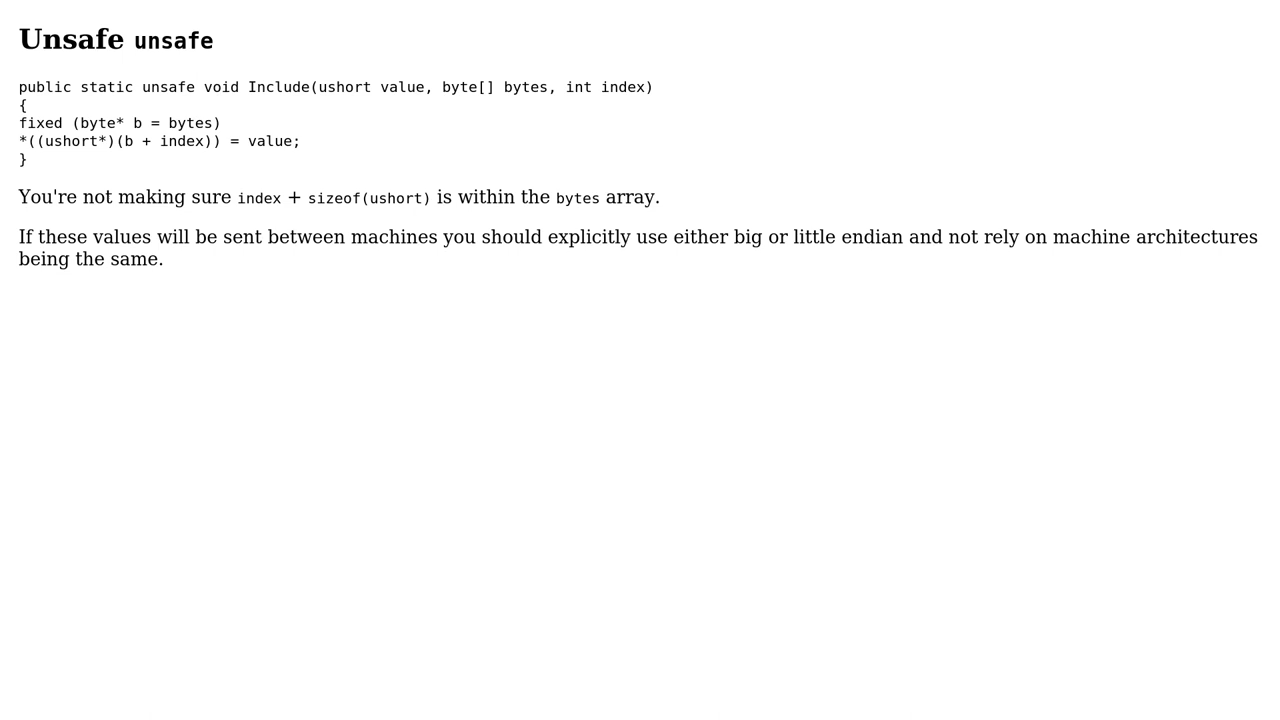 Unsafe unsafe
public static unsafe void Include(ushort value, byte[] bytes, int index)
{
fixed (byte* b = bytes)
*((ushort*)(b + index)) = value;
}
You're not making sure index + sizeof(ushort) is within the bytes array.
If these values will be sent between machines you should explicitly use either big or little endian and not rely on machine architectures
being the same.